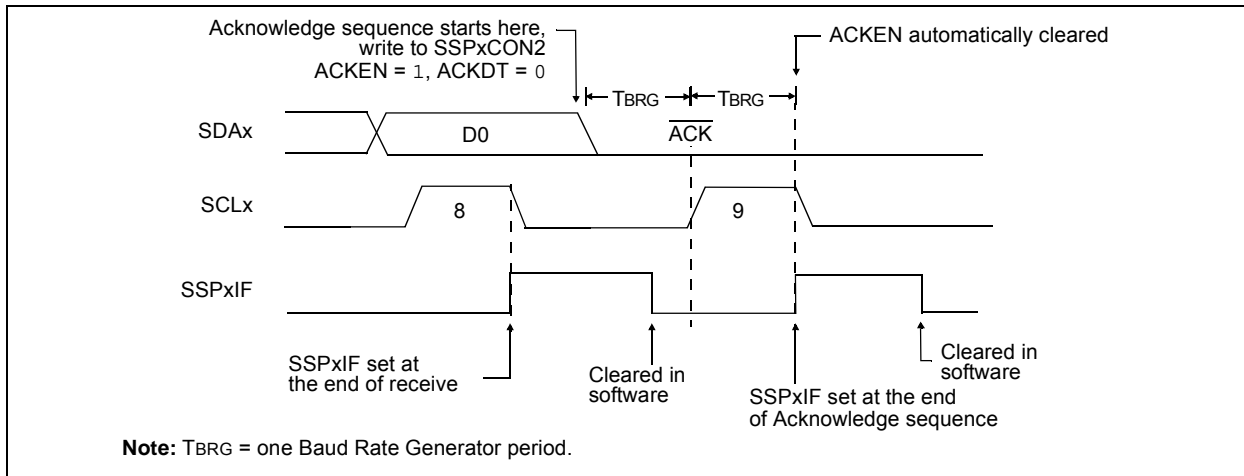 Acknowledge sequence starts here,
write to SSPxCON2
ACKEN = 1, ACKDT = 0
ACKEN automatically cleared
TBRG
TBRG
SDAx
D0
ACK
SCLx
8
9
SSPxIF
SSPxIF set at
the end of receive
Cleared in
software
SSPxIF set at the end
of Acknowledge sequence
Cleared in
software
Note: TBRG = one Baud Rate Generator period.